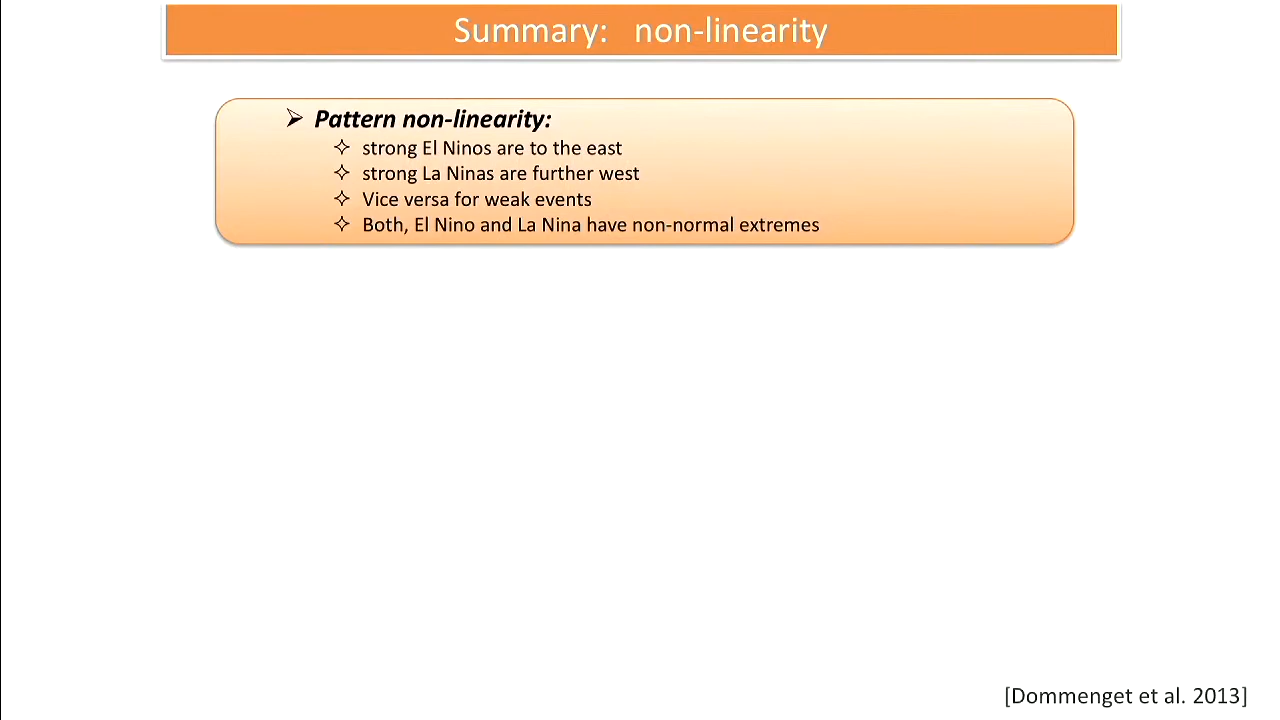 Summary: non-linearity
➢ Pattern non-linearity:
✧ strong El Ninos are to the east
✧ strong La Ninas are further west
✧ Vice versa for weak events
✧ Both, El Nino and La Nina have non-normal extremes
[Dommenget et al. 2013]